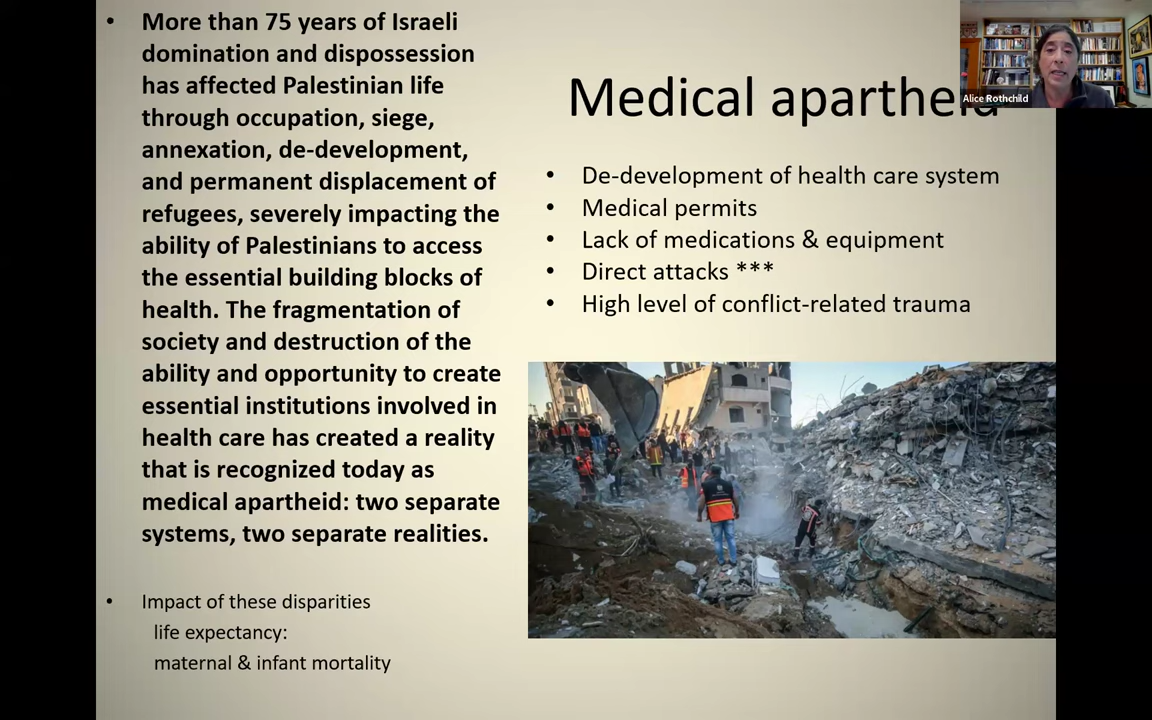 • More than 75 years of Israeli
domination and dispossession
has affected Palestinian life
through occupation, siege,
annexation, de-development,
and permanent displacement of
refugees, severely impacting the
ability of Palestinians to access
the essential building blocks of
health. The fragmentation of
society and destruction of the
ability and opportunity to create
essential institutions involved in
health care has created a reality
that is recognized today as
medical apartheid: two separate
systems, two separate realities.
• Impact of these disparities
life expectancy:
maternal & infant mortality
Medical apartheid
• De-development of health care system
• Medical permits
• Lack of medications & equipment
• Direct attacks ***
• High level of conflict-related trauma
Alice Rothchild